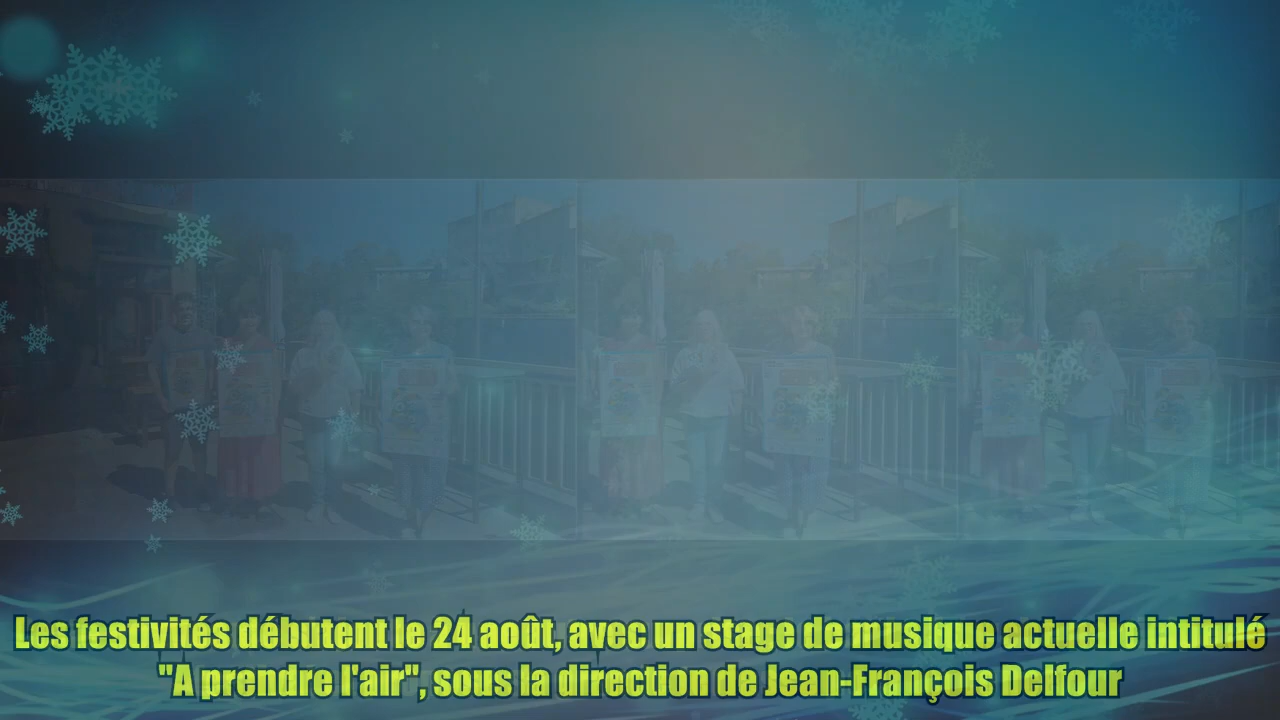 Les festivités débutent le 24 août, avec un stage de musique actuelle intitulé
"A prendre l'air", sous la direction de Jean-François Delfour